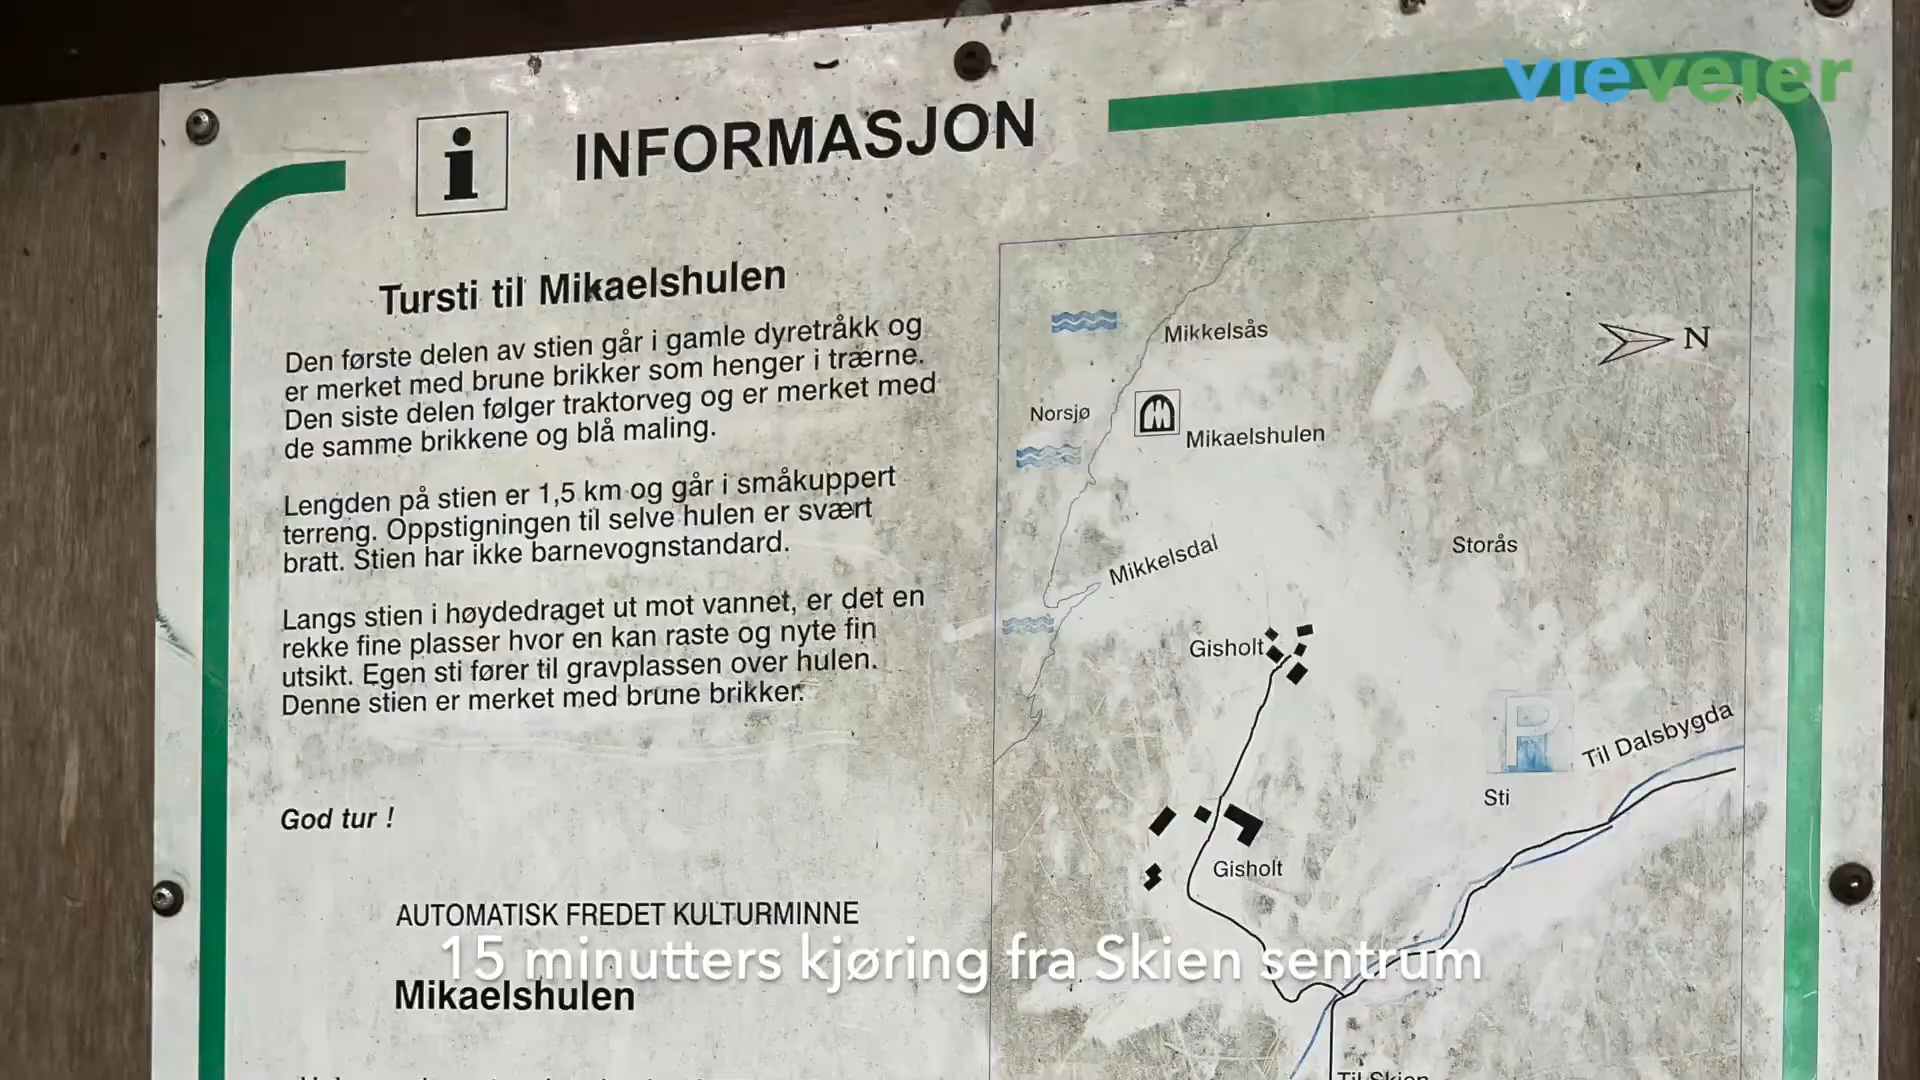 vieveier
i INFORMASJON
Tursti til Mikaelshulen
Den første delen av stien går i gamle dyretråkk og
er merket med brune brikker som henger i trærne.
Den siste delen følger traktorveg og er merket med
de samme brikkene og blå maling.
Lengden på stien er 1,5 km og går i småkuppert
terreng. Oppstigningen til selve hulen er svært
bratt. Stien har ikke barnevognstandard.
Langs stien i høydedraget ut mot vannet, er det en
rekke fine plasser hvor en kan raste og nyte fin
utsikt. Egen sti fører til gravplassen over hulen.
Denne stien er merket med brune brikker.
God tur !
AUTOMATISK FREDET KULTURMINNE
Mikaelshulen
Mikkelsås
N
Norsjø
Mikaelshulen
Mikkelsdal
Storås
Gisholt
P
Til Dalsbygda
Sti
Gisholt
Til Skien
15 minutters kjøring fra Skien sentrum